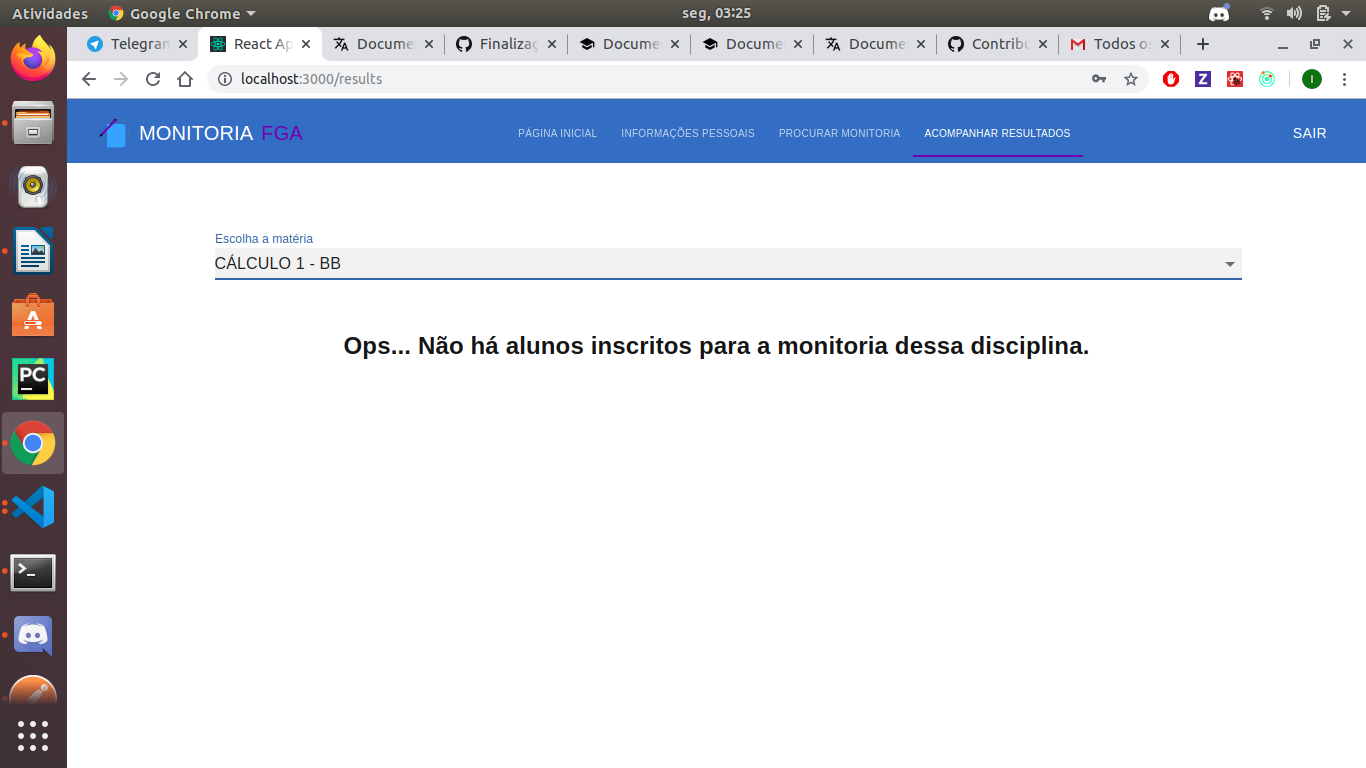 Atividades
Google Chrome
seg, 03:25
Telegran
React Ap
Docume
Finalizaç
Docume
Docume
Docume
Contribu
Todos os
localhost:3000/results
Z
I
MONITORIA FGA
PÁGINA INICIAL
INFORMAÇÕES PESSOAIS
PROCURAR MONITORIA
ACOMPANHAR RESULTADOS
SAIR
Escolha a matéria
CÁLCULO 1 - BB
Ops... Não há alunos inscritos para a monitoria dessa disciplina.
PC